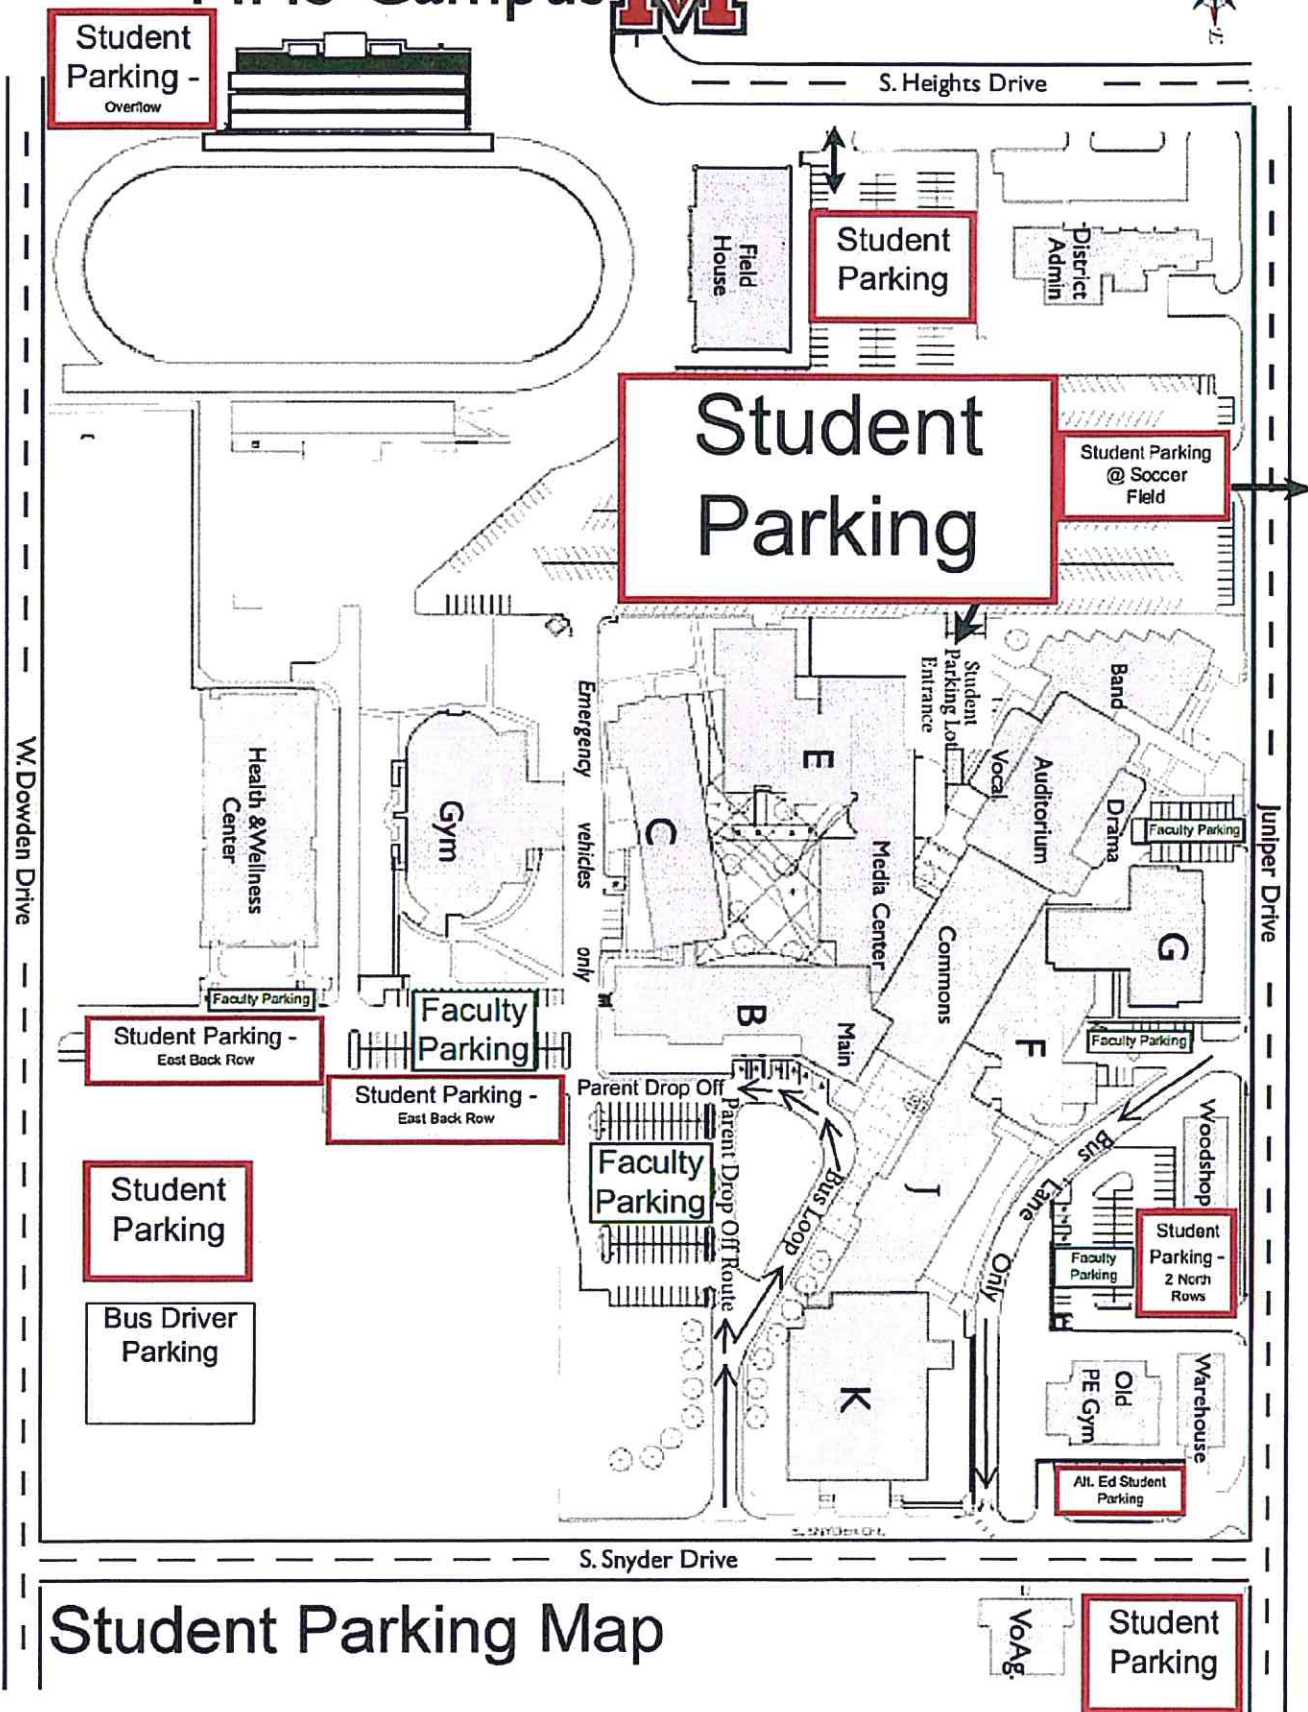 M
E
Student
Parking -
Overflow
S. Heights Drive
Field
House
Student
Parking
District
Admin
Student
Parking
Student Parking
@ Soccer
Field
Student
Parking Lot
Entrance
Band
Vocal
Auditorium
Drama
Faculty Parking
Juniper Drive
W. Dowden Drive
Health & Wellness
Center
Gym
Emergency vehicles only
C
E
Media Center
Commons
G
Faculty Parking
Student Parking -
East Back Row
Faculty
Parking
Student Parking -
East Back Row
B
Main
F
Faculty Parking
Parent Drop Off
Parent Drop Off Route
Bus Loop
Faculty
Parking
J
Bus Lane Only
Woodshop
Faculty
Parking
Student
Parking -
2 North
Rows
Student
Parking
Bus Driver
Parking
K
Old
PE Gym
Warehouse
Alt. Ed Student
Parking
S. Snyder Drive
Student Parking Map
VoAg.
Student
Parking